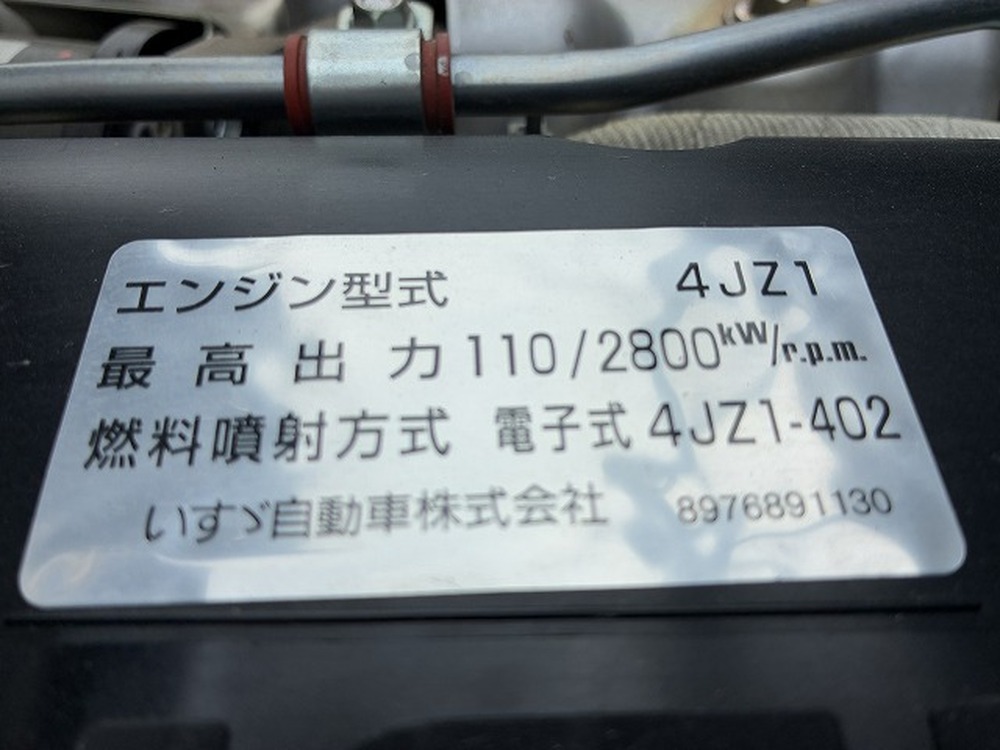 エンジン型式 4JZ1
最高出力 110/2800kW/r.p.m.
燃料噴射方式 電子式 4JZ1-402
いすゞ自動車株式会社 8976891130